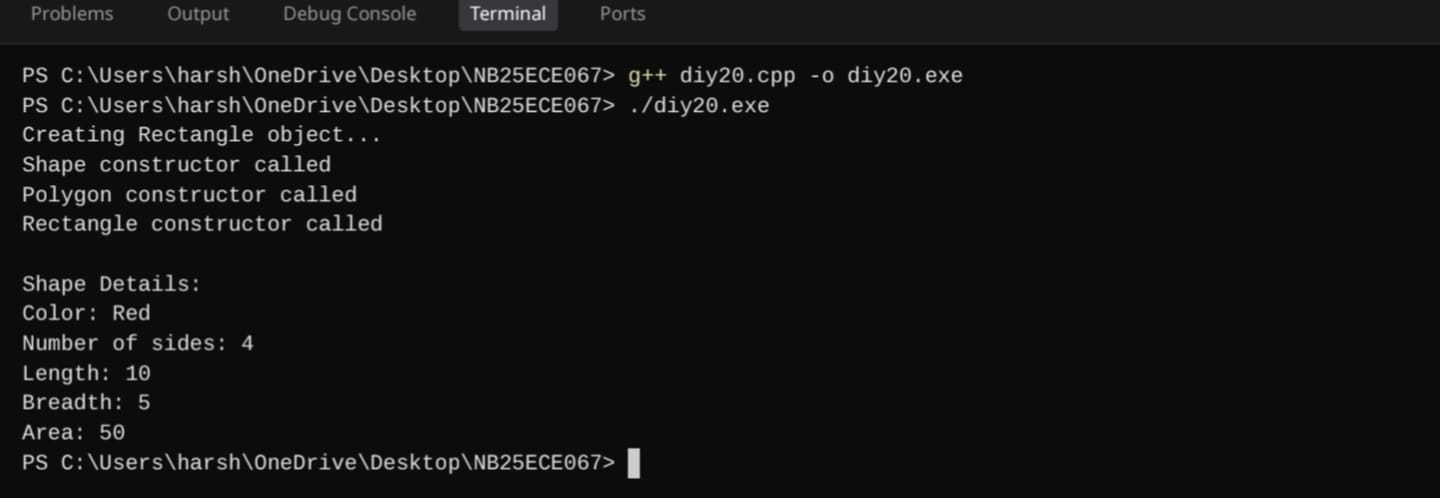 Problems Output Debug Console Terminal Ports
PS C:\Users\harsh\OneDrive\Desktop\NB25ECE067> g++ diy20.cpp -o diy20.exe
PS C:\Users\harsh\OneDrive\Desktop\NB25ECE067> ./diy20.exe
Creating Rectangle object...
Shape constructor called
Polygon constructor called
Rectangle constructor called

Shape Details:
Color: Red
Number of sides: 4
Length: 10
Breadth: 5
Area: 50
PS C:\Users\harsh\OneDrive\Desktop\NB25ECE067>